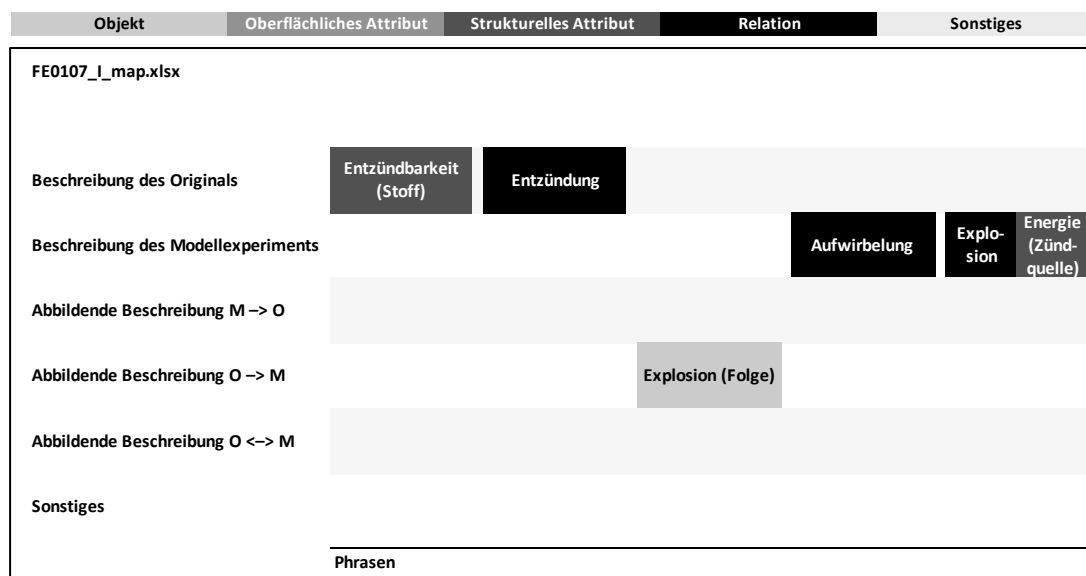 Objekt
Oberflächliches Attribut
Strukturelles Attribut
Relation
Sonstiges
FE0107_I_map.xlsx
Beschreibung des Originals
Entzündbarkeit
(Stoff)
Entzündung
Beschreibung des Modellexperiments
Aufwirbelung
Explo-
sion
Energie
(Zünd-
quelle)
Abbildende Beschreibung M –> O
Abbildende Beschreibung O –> M
Explosion (Folge)
Abbildende Beschreibung O <–> M
Sonstiges
Phrasen